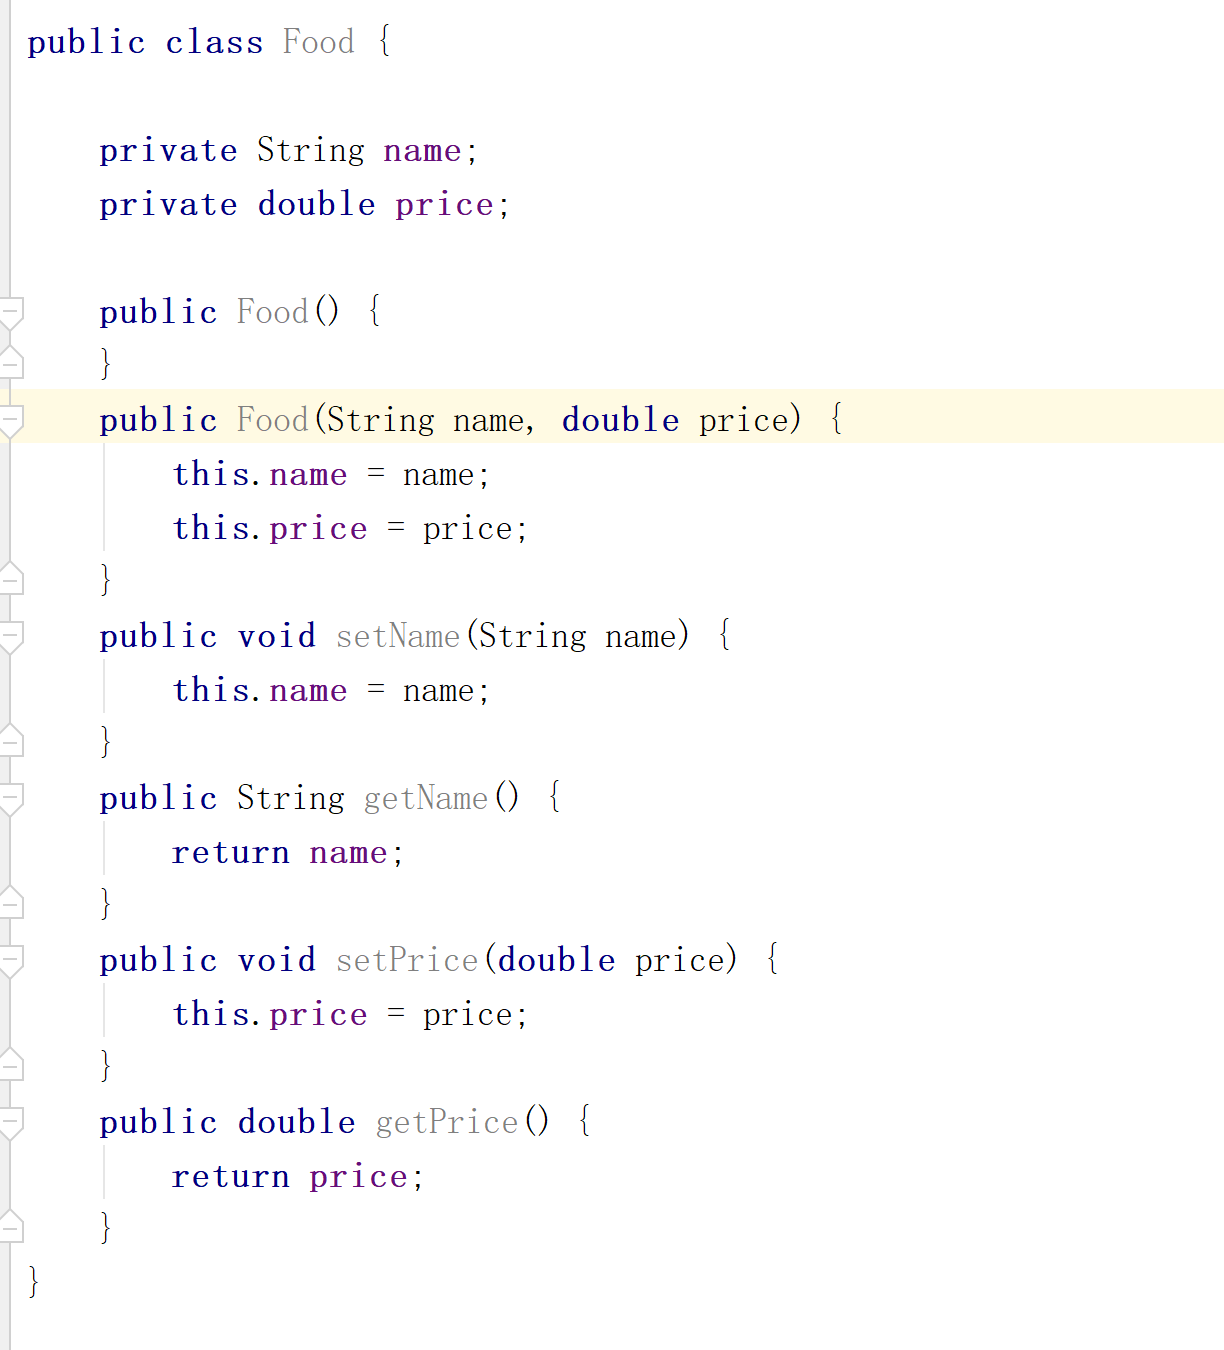 public class Food {
private String name;
private double price;
public Food() {
}
public Food(String name, double price) {
this.name = name;
this.price = price;
}
public void setName(String name) {
this.name = name;
}
public String getName() {
return name;
}
public void setPrice(double price) {
this.price = price;
}
public double getPrice() {
return price;
}
}